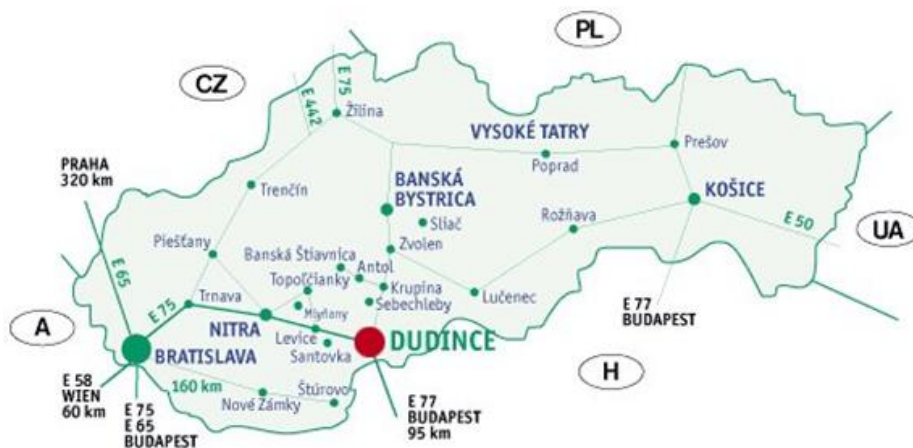 PL
CZ
E 75
E 442
Žilina
VYSOKÉ TATRY
Prešov
Poprad
PRAHA
320 km
Trenčín
BANSKÁ
BYSTRICA
KOŠICE
Sliač
Rožňava
E 50
UA
Piešťany
Zvolen
Banská Štiavnica
Antol
E 65
Topoľčianky
Krupina
Lučenec
E 77
BUDAPEST
E 75
Trnava
Mlyňany
Sebechleby
A
NITRA
Levice
DUDINCE
BRATISLAVA
Santovka
H
E 58
WIEN
60 km
160 km
Štúrovo
Nové Zámky
E 75
E 65
BUDAPEST
E 77
BUDAPEST
95 km